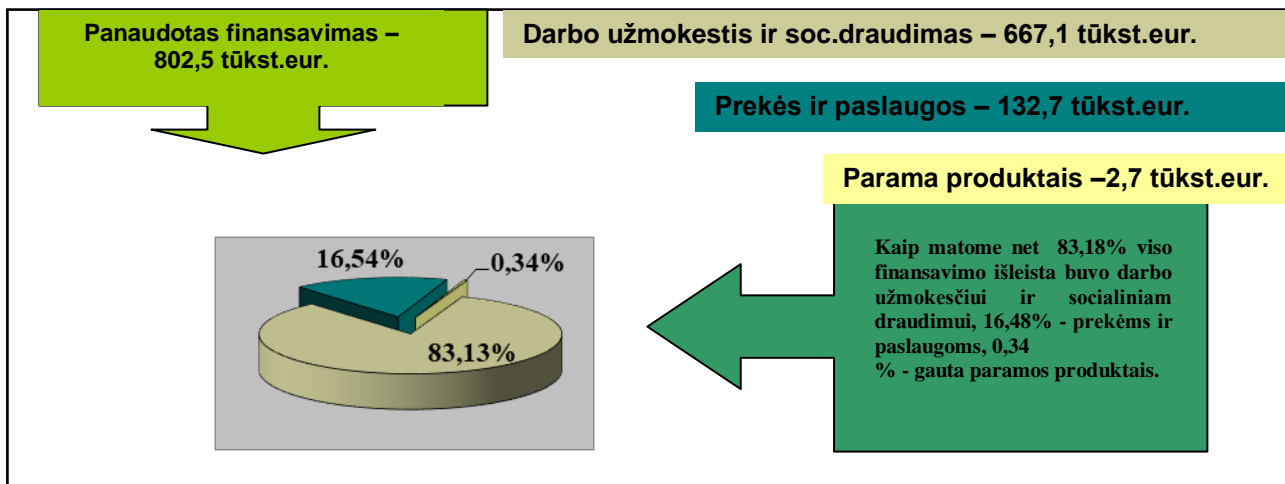 Panaudotas finansavimas –
802,5 tūkst.eur.
Darbo užmokestis ir soc.draudimas – 667,1 tūkst.eur.
Prekės ir paslaugos – 132,7 tūkst.eur.
Parama produktais –2,7 tūkst.eur.
16,54%
0,34%
83,13%
Kaip matome net 83,18% viso
finansavimo išleista buvo darbo
užmokesčiui ir socialiniam
draudimui, 16,48% - prekėms ir
paslaugoms, 0,34
% - gauta paramos produktais.